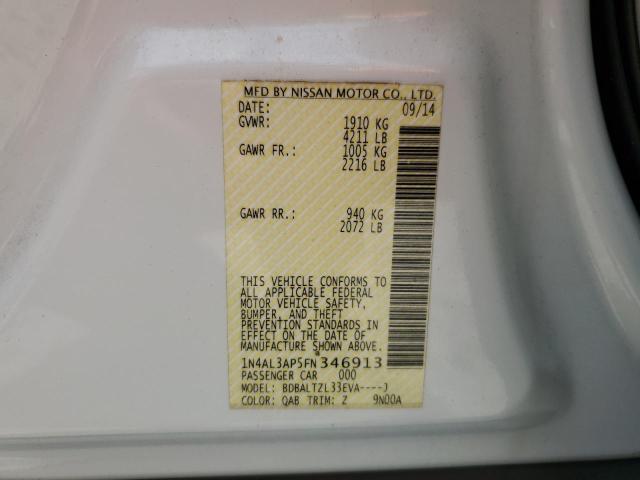 MFD BY NISSAN MOTOR CO., LTD.
DATE: 09/14
GVWR: 1910 KG
4211 LB
GAWR FR.: 1005 KG
2216 LB
GAWR RR.: 940 KG
2072 LB
THIS VEHICLE CONFORMS TO
ALL APPLICABLE FEDERAL
MOTOR VEHICLE SAFETY,
BUMPER, AND THEFT
PREVENTION STANDARDS IN
EFFECT ON THE DATE OF
MANUFACTURE SHOWN ABOVE.
1N4AL3AP5FN346913
PASSENGER CAR 000
MODEL: BDBALTZL33EVA----J
COLOR: QAB TRIM: Z 9N00A